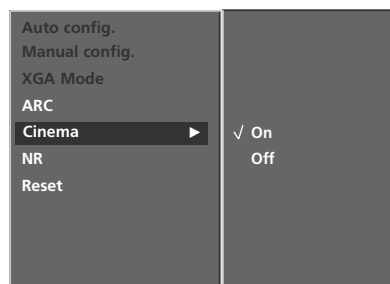 Auto config.
Manual config.
XGA Mode
ARC
Cinema
NR
Reset
On
Off